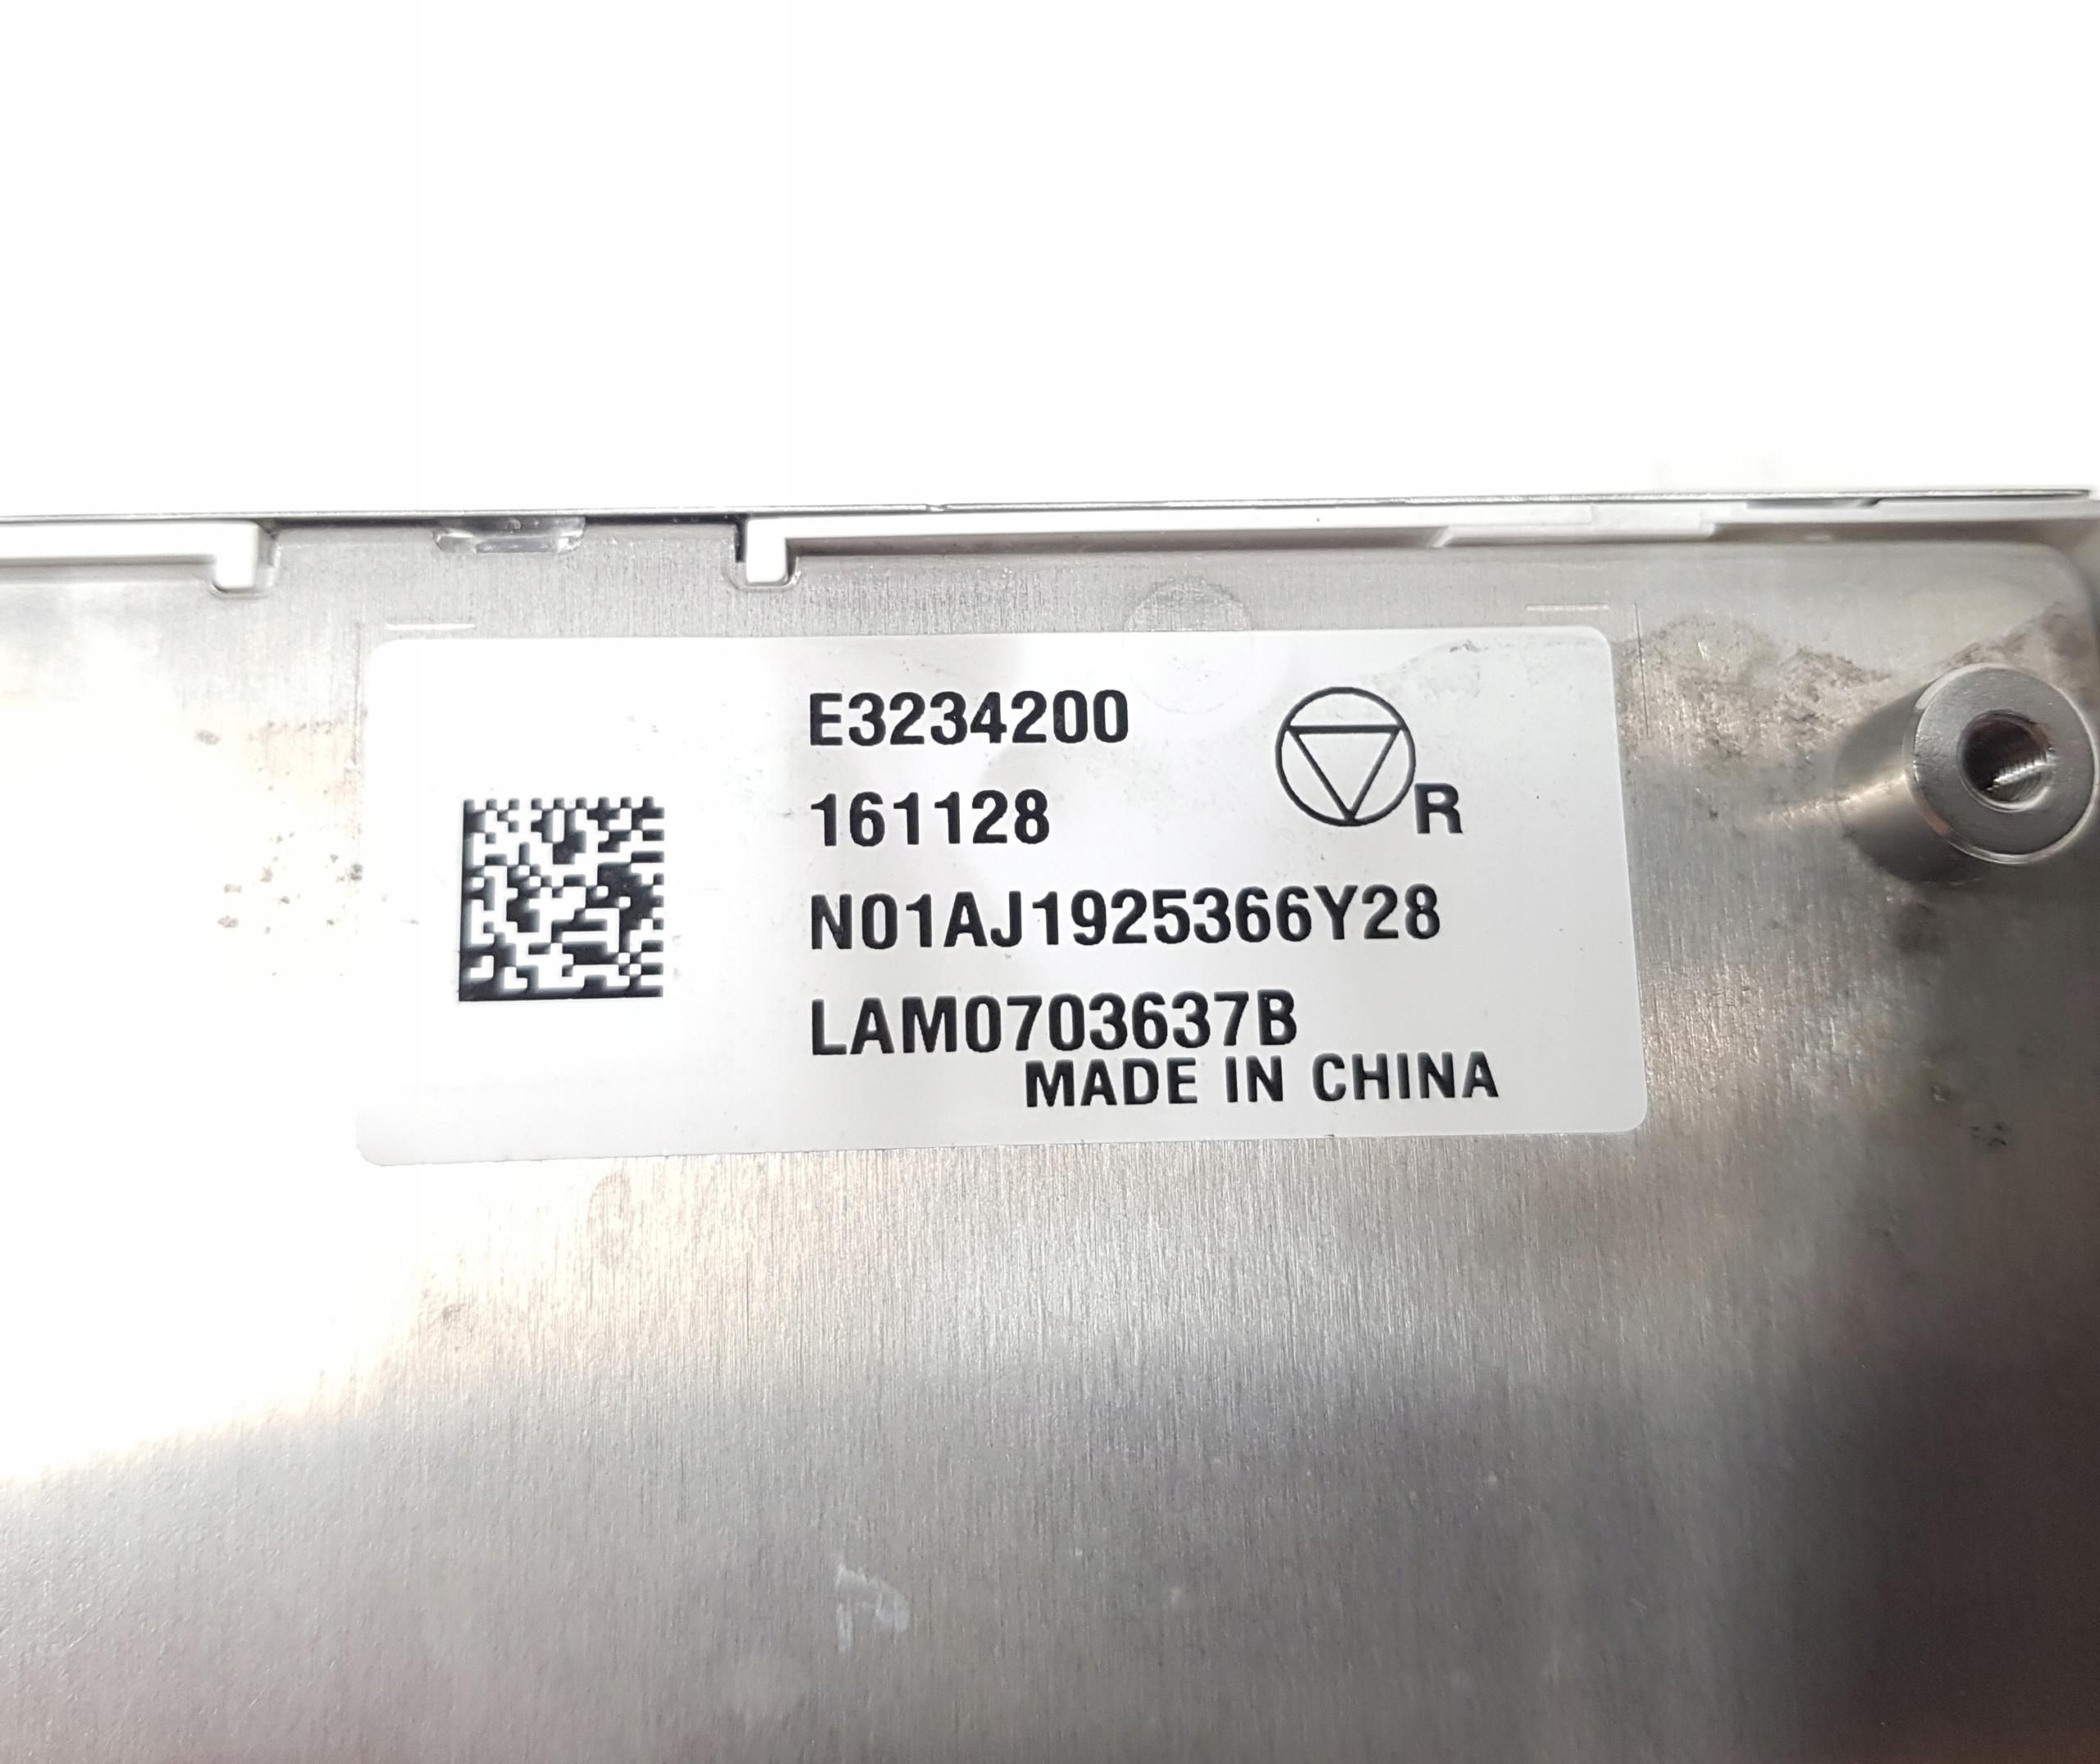 E3234200
161128
R
N01AJ1925366Y28
LAM0703637B
MADE IN CHINA